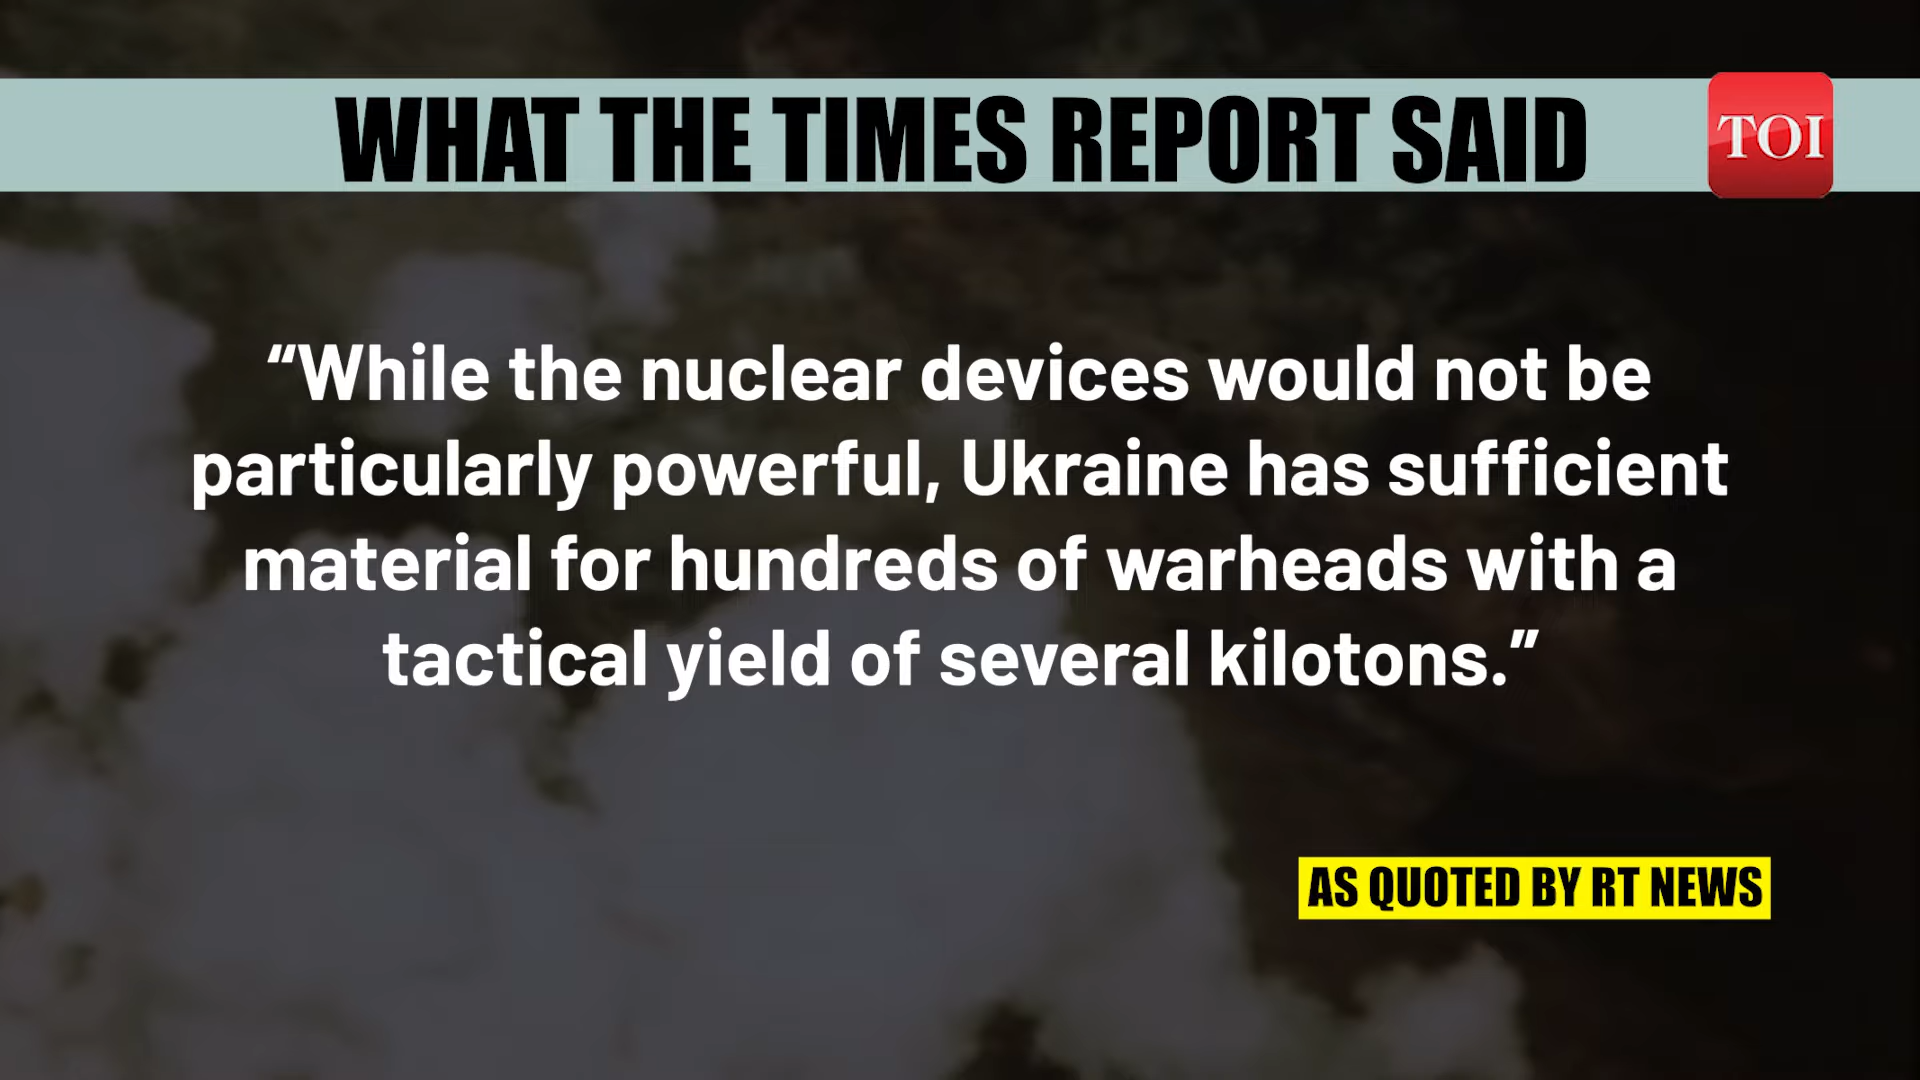 WHAT THE TIMES REPORT SAID
TOI
“While the nuclear devices would not be
particularly powerful, Ukraine has sufficient
material for hundreds of warheads with a
tactical yield of several kilotons.”
AS QUOTED BY RT NEWS